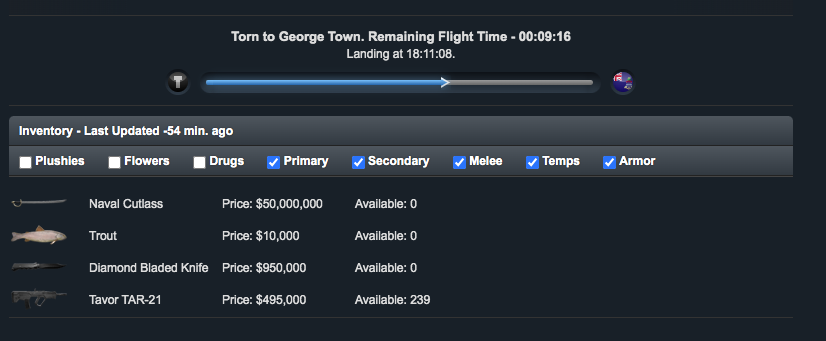 Torn to George Town. Remaining Flight Time - 00:09:16
Landing at 18:11:08.
T
Inventory - Last Updated -54 min. ago
Plushies Flowers Drugs Primary Secondary Melee Temps Armor
Naval Cutlass Price: $50,000,000 Available: 0
Trout Price: $10,000 Available: 0
Diamond Bladed Knife Price: $950,000 Available: 0
Tavor TAR-21 Price: $495,000 Available: 239